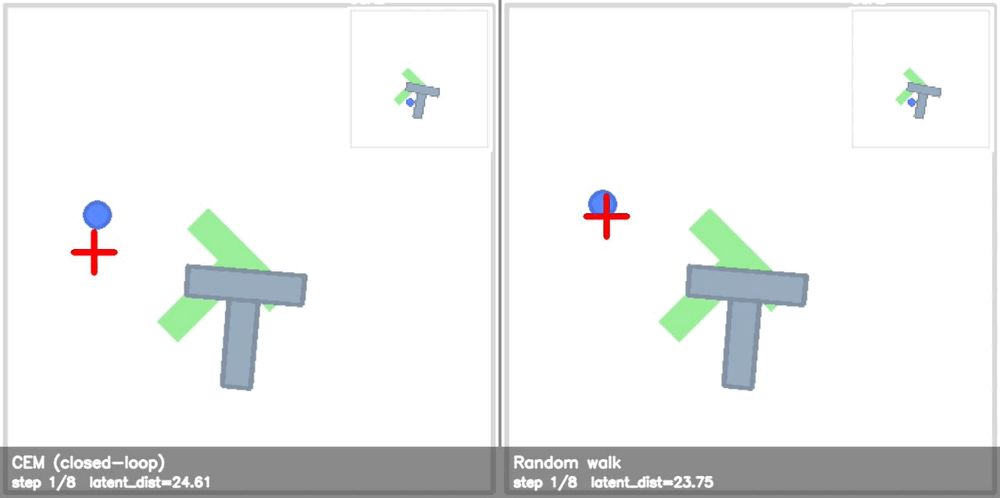 CEM (closed-loop)
step 1/8 latent_dist=24.61
Random walk
step 1/8 latent_dist=23.75